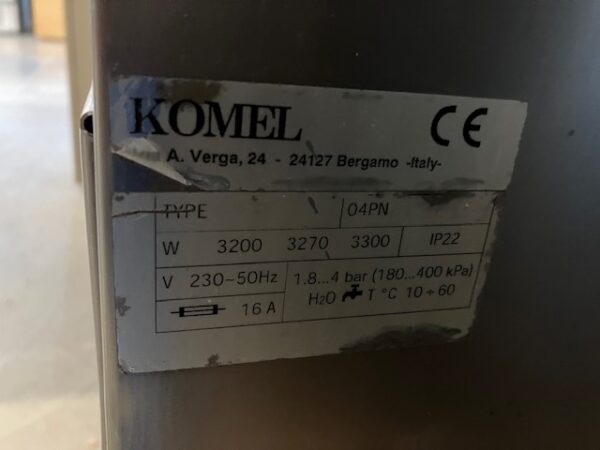 KOMEL CE
A. Verga, 24 - 24127 Bergamo -Italy-
TYPE 04PN
W 3200 3270 3300 IP22
V 230~50Hz 1.8...4 bar (180...400 kPa)
16 A H2O T °C 10÷60